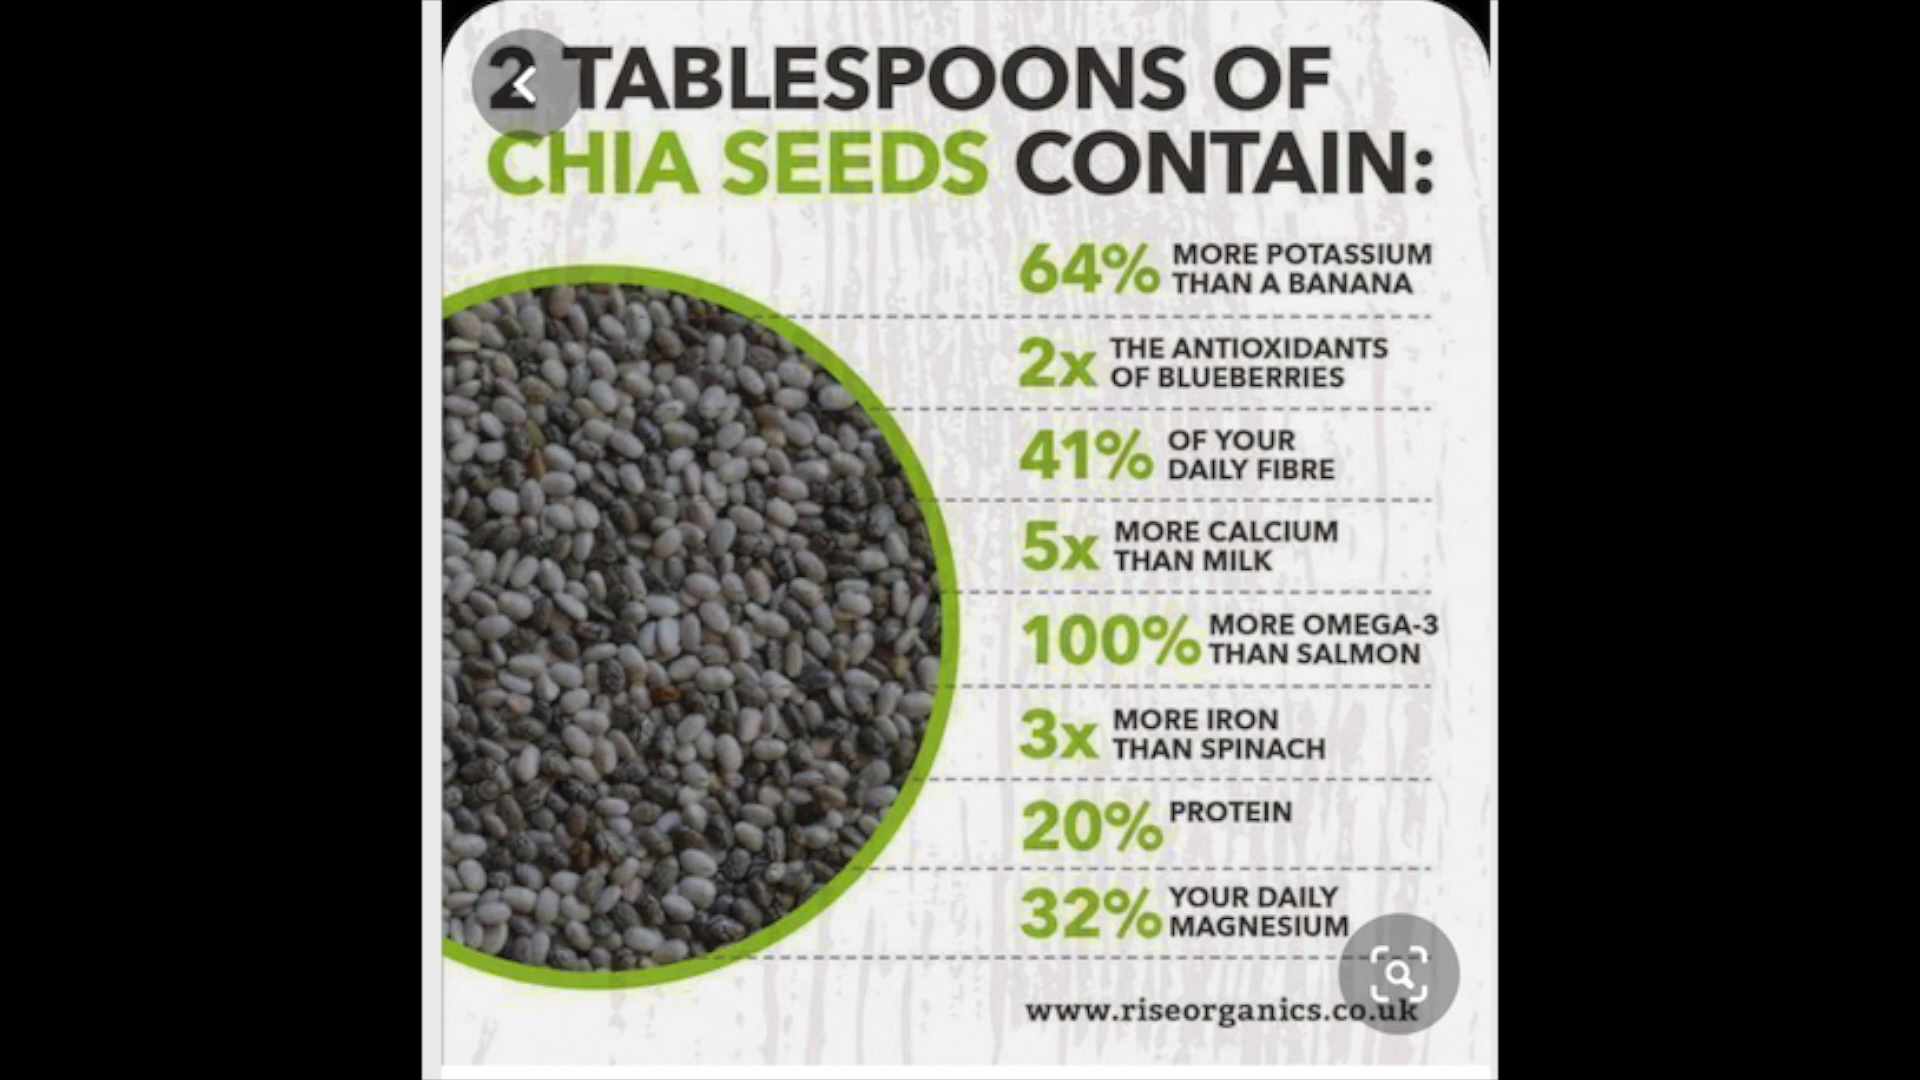 2 TABLESPOONS OF
CHIA SEEDS CONTAIN:
64% MORE POTASSIUM
THAN A BANANA
2x THE ANTIOXIDANTS
OF BLUEBERRIES
41% OF YOUR
DAILY FIBRE
5x MORE CALCIUM
THAN MILK
100% MORE OMEGA-3
THAN SALMON
3x MORE IRON
THAN SPINACH
20% PROTEIN
32% YOUR DAILY
MAGNESIUM
www.riseorganics.co.uk